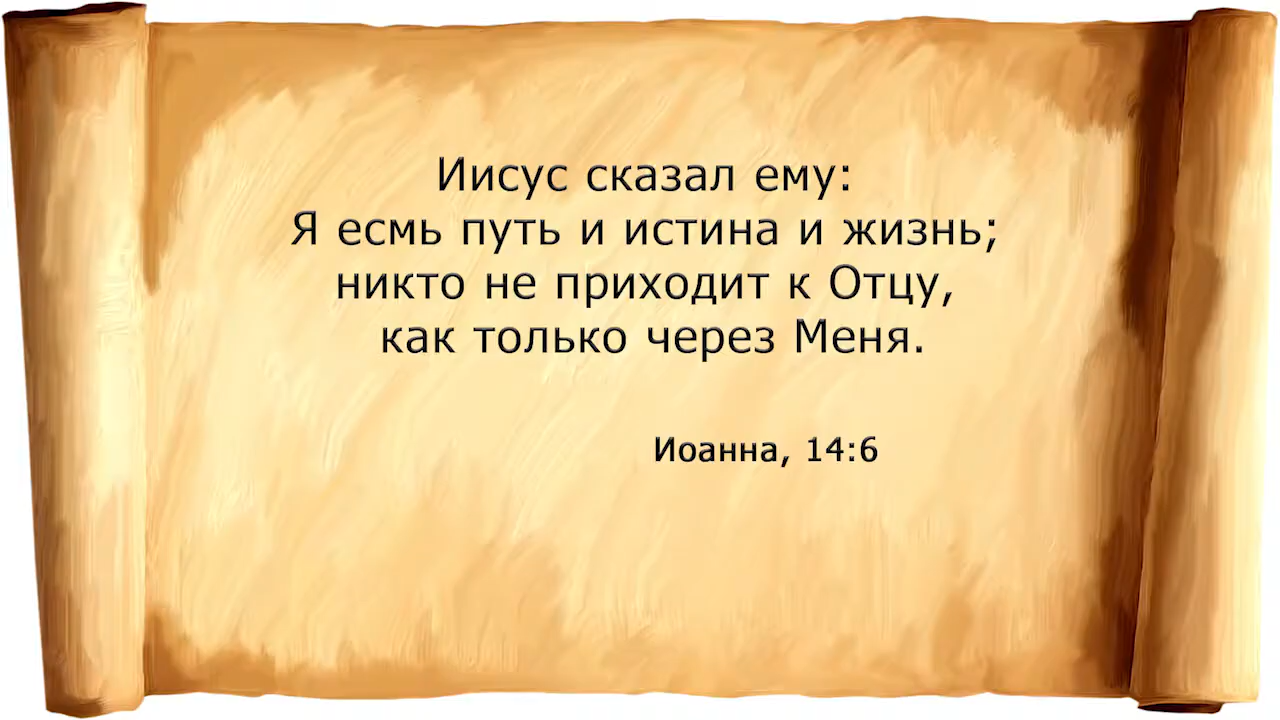 Иисус сказал ему:
Я есмь путь и истина и жизнь;
никто не приходит к Отцу,
как только через Меня.
Иоанна, 14:6